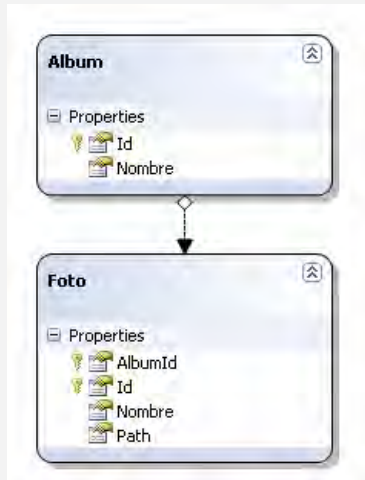 Album
Properties
Id
Nombre
Foto
Properties
AlbumId
Id
Nombre
Path